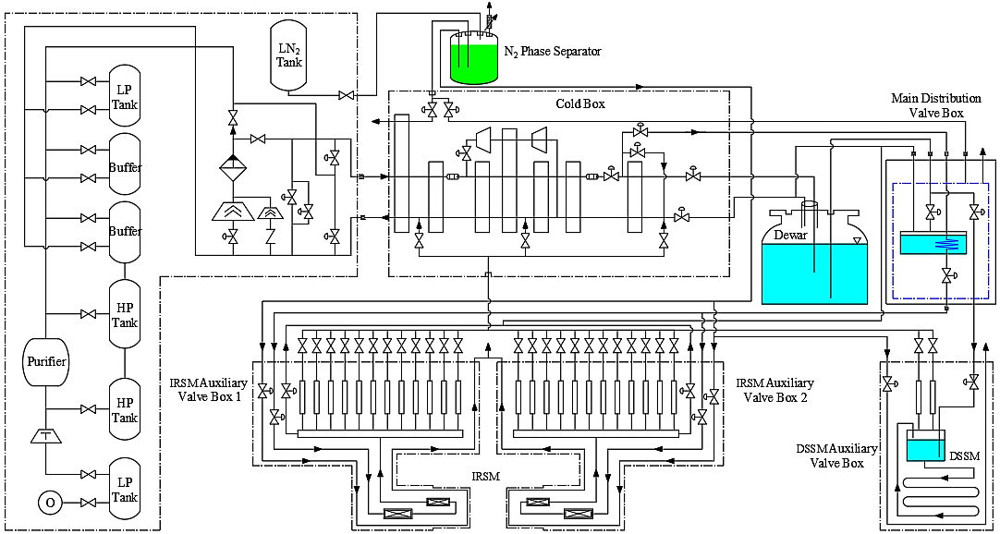 LN2
Tank
N2 Phase Separator
LP
Tank
Cold Box
Main Distribution
Valve Box
Buffer
Buffer
Dewar
HP
Tank
Purifier
IRSM Auxiliary
Valve Box 1
IRSM Auxiliary
Valve Box 2
HP
Tank
T
DSSM Auxiliary
Valve Box
DSSM
IRSM
LP
Tank
O